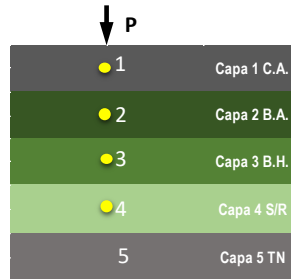 P
1 Capa 1 C.A.
2 Capa 2 B.A.
3 Capa 3 B.H.
4 Capa 4 S/R
5 Capa 5 TN